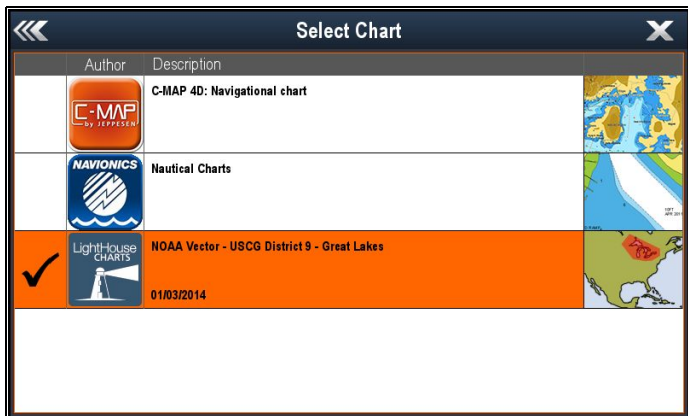 Select Chart
Author Description
C-MAP
by JEPPESEN
C-MAP 4D: Navigational chart
NAVIONICS
Nautical Charts
LightHouse
CHARTS
NOAA Vector - USCG District 9 - Great Lakes
01/03/2014